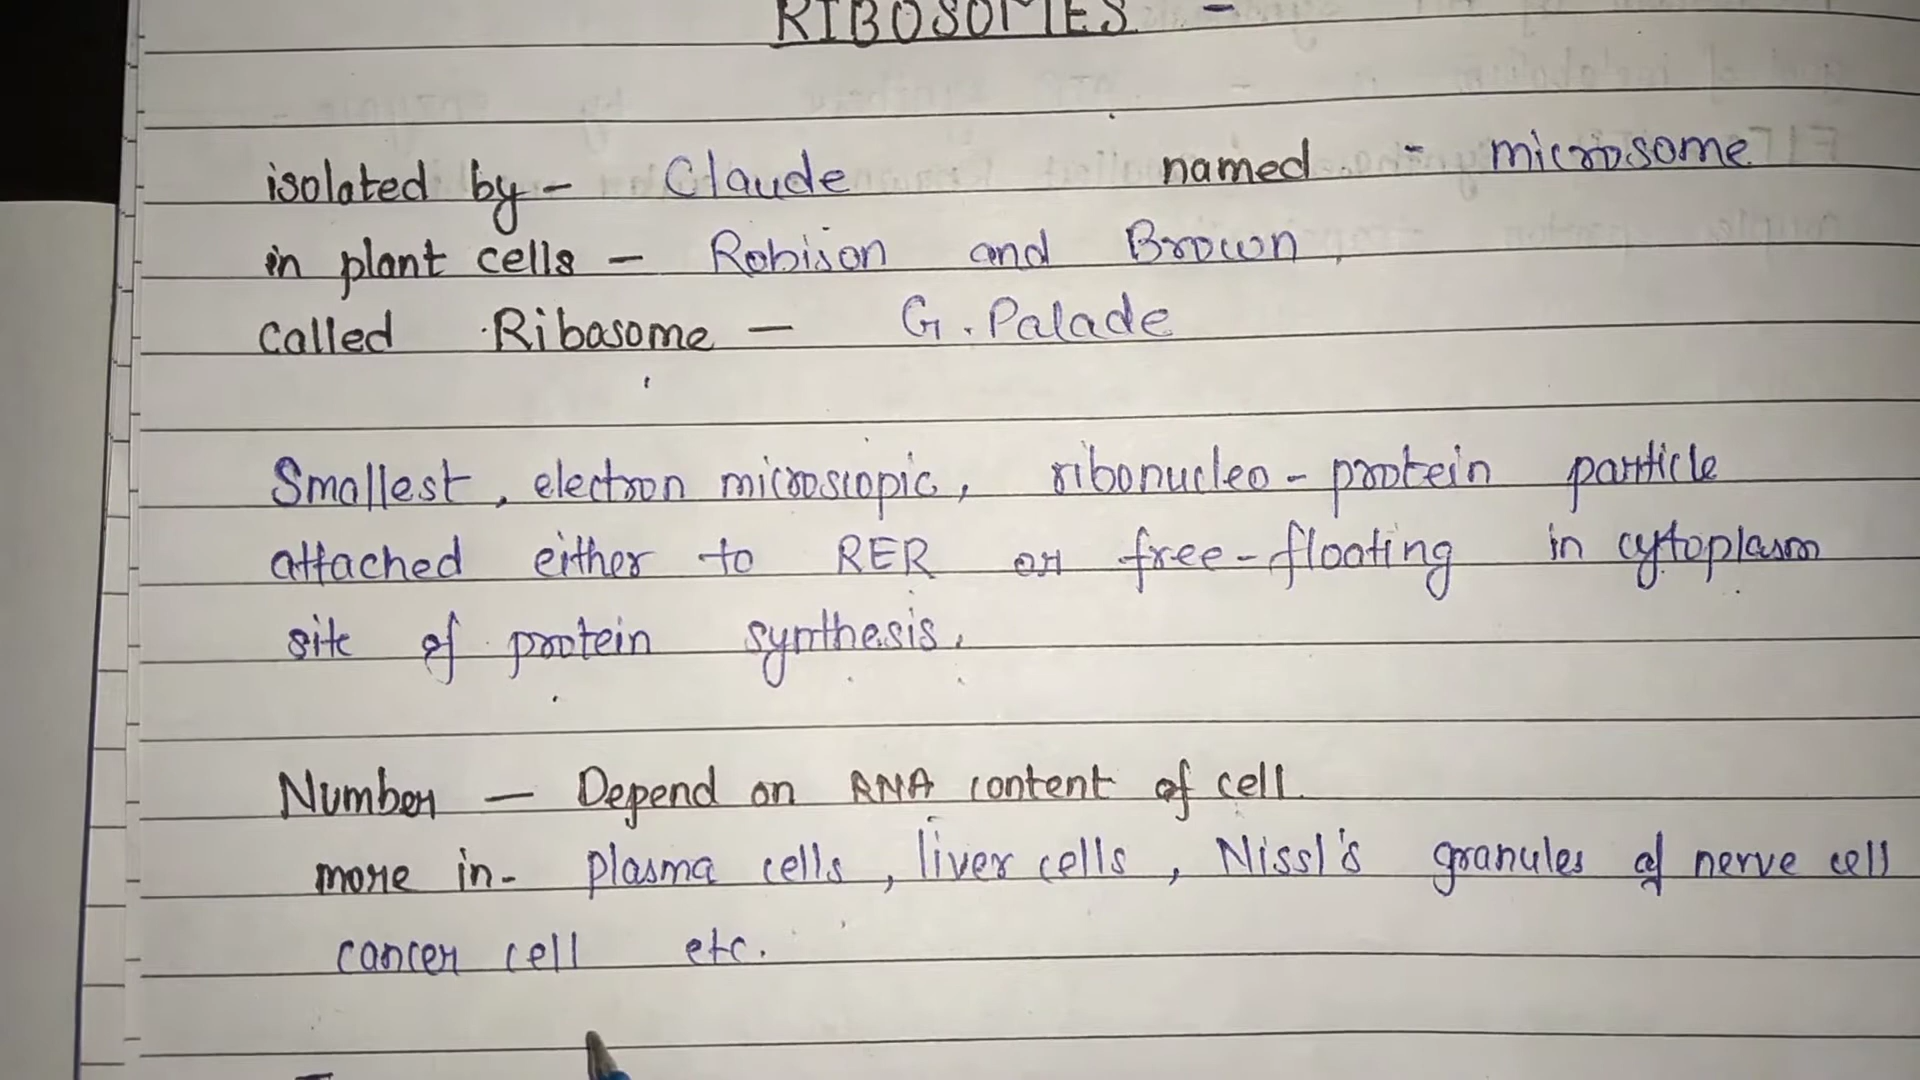 RIBOSOMES -
isolated by - Claude named - microsome
in plant cells - Robison and Brown
called Ribasome - G. Palade
Smallest, electron microscopic, ribonucleo-protein particle
attached either to RER or free-floating in cytoplasm
site of protein synthesis.
Number - Depend on RNA content of cell.
more in - plasma cells, liver cells, Nissl's granules of nerve cell
cancer cell etc.